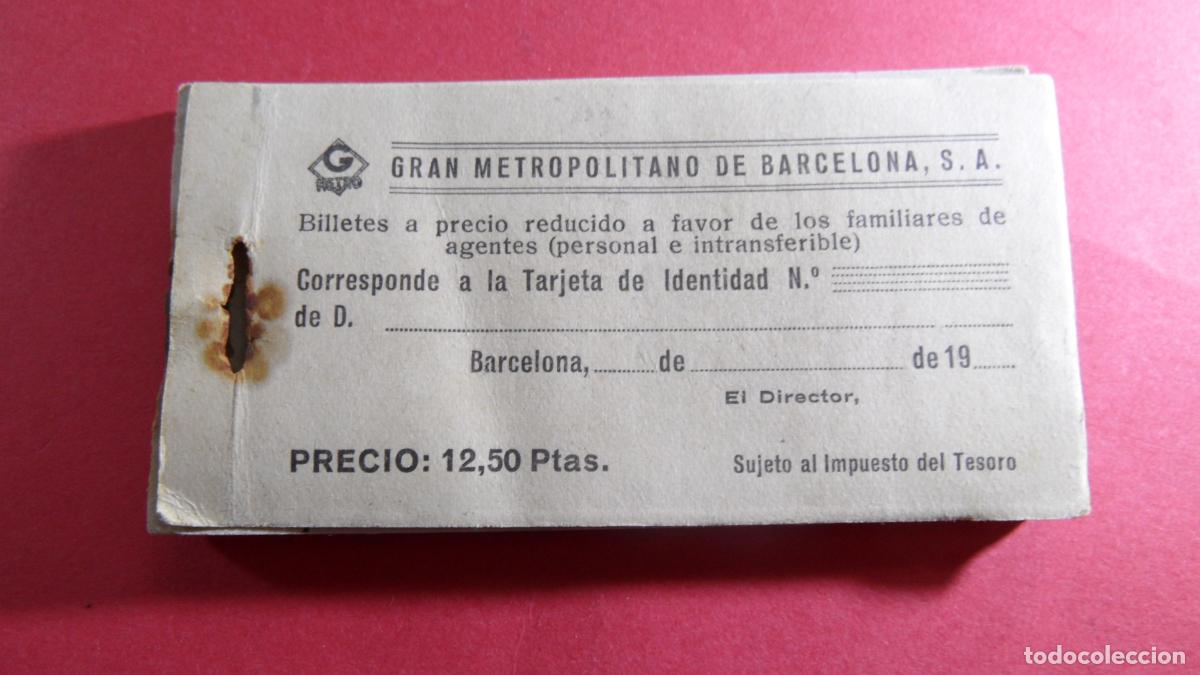 G
METRO
GRAN METROPOLITANO DE BARCELONA, S. A.
Billetes a precio reducido a favor de los familiares de
agentes (personal e intransferible)
Corresponde a la Tarjeta de Identidad N.º
de D.
Barcelona, de de 19
El Director,
PRECIO: 12,50 Ptas.
Sujeto al Impuesto del Tesoro
todocoleccion